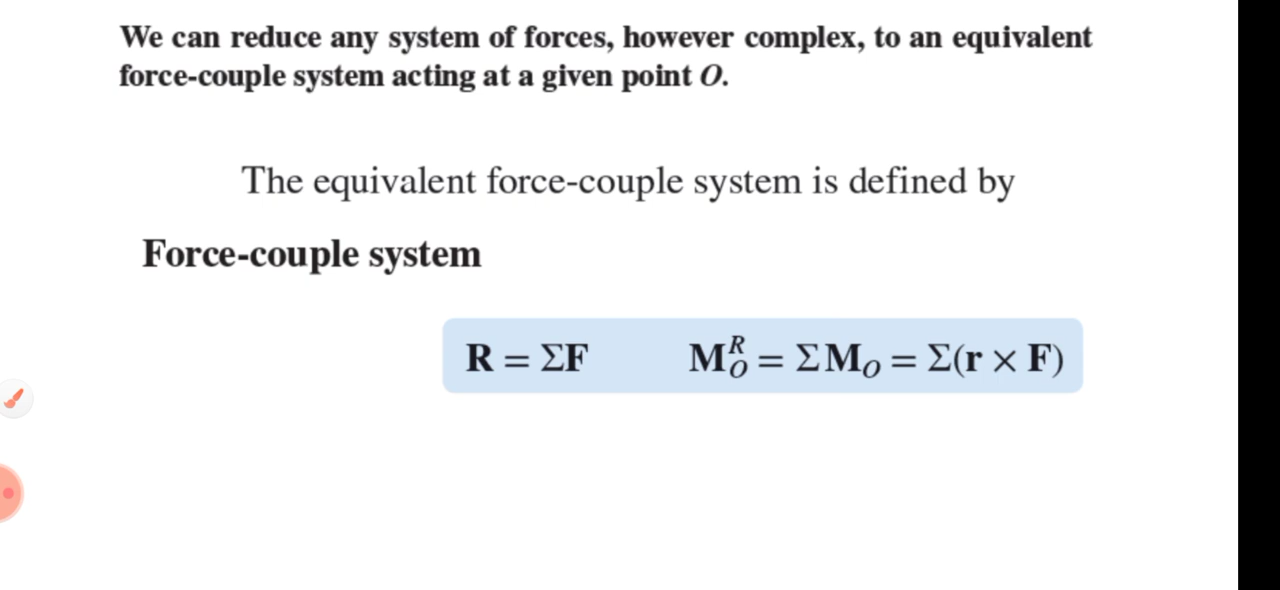 We can reduce any system of forces, however complex, to an equivalent
force-couple system acting at a given point O.
The equivalent force-couple system is defined by
Force-couple system
R = ΣF M_O^R = ΣM_O = Σ(r × F)